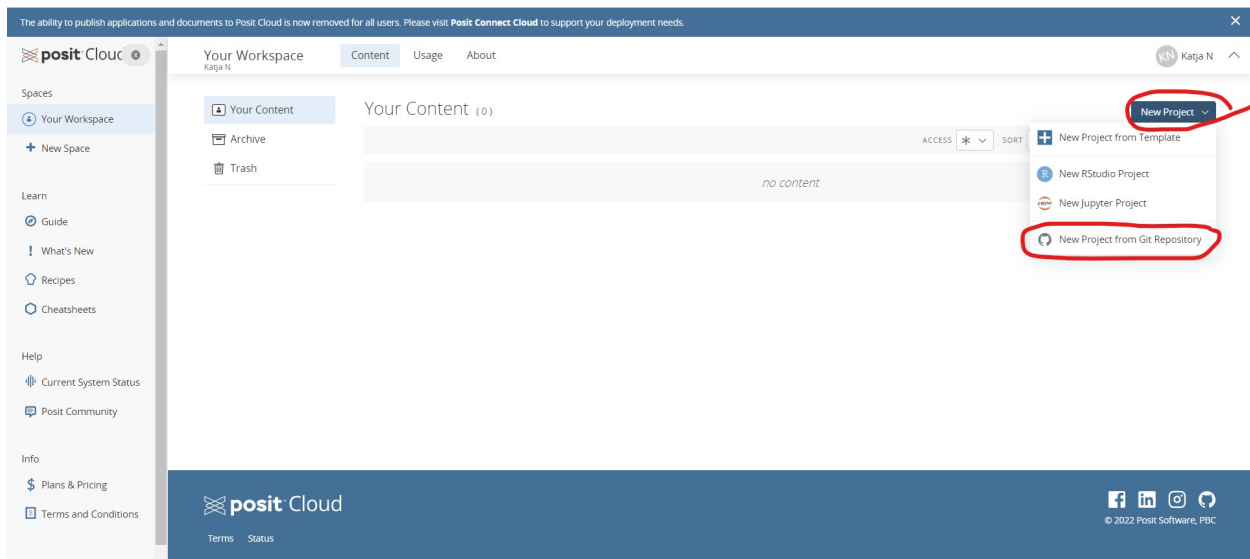 The ability to publish applications and documents to Posit Cloud is now removed for all users. Please visit Posit Connect Cloud to support your deployment needs.
posit Cloud
Spaces
Your Workspace
New Space
Learn
Guide
What's New
Recipes
Cheatsheets
Help
Current System Status
Posit Community
Info
Plans & Pricing
Terms and Conditions
Your Workspace
Katja N
Content Usage About
KN Katja N
Your Content
Archive
Trash
Your Content (0)
New Project
ACCESS * SORT
New Project from Template
New RStudio Project
New Jupyter Project
New Project from Git Repository
no content
posit Cloud
Terms Status
© 2022 Posit Software, PBC